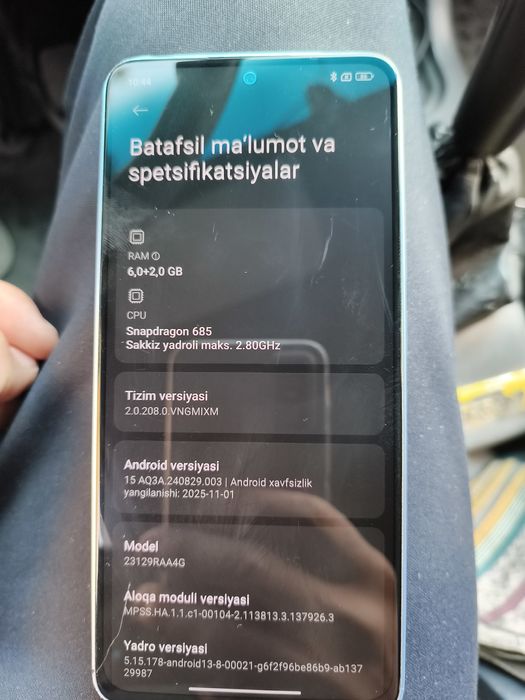 10:44
Batafsil maʼlumot va
spetsifikatsiyalar
RAM
6,0+2,0 GB
CPU
Snapdragon 685
Sakkiz yadroli maks. 2.80GHz
Tizim versiyasi
2.0.208.0.VNGMIXM
Android versiyasi
15 AQ3A.240829.003 | Android xavfsizlik
yangilanishi: 2025-11-01
Model
23129RAA4G
Aloqa moduli versiyasi
MPSS.HA.1.1.c1-00104-2.113813.3.137926.3
Yadro versiyasi
5.15.178-android13-8-00021-g6f2f96be86b9-ab137
29987